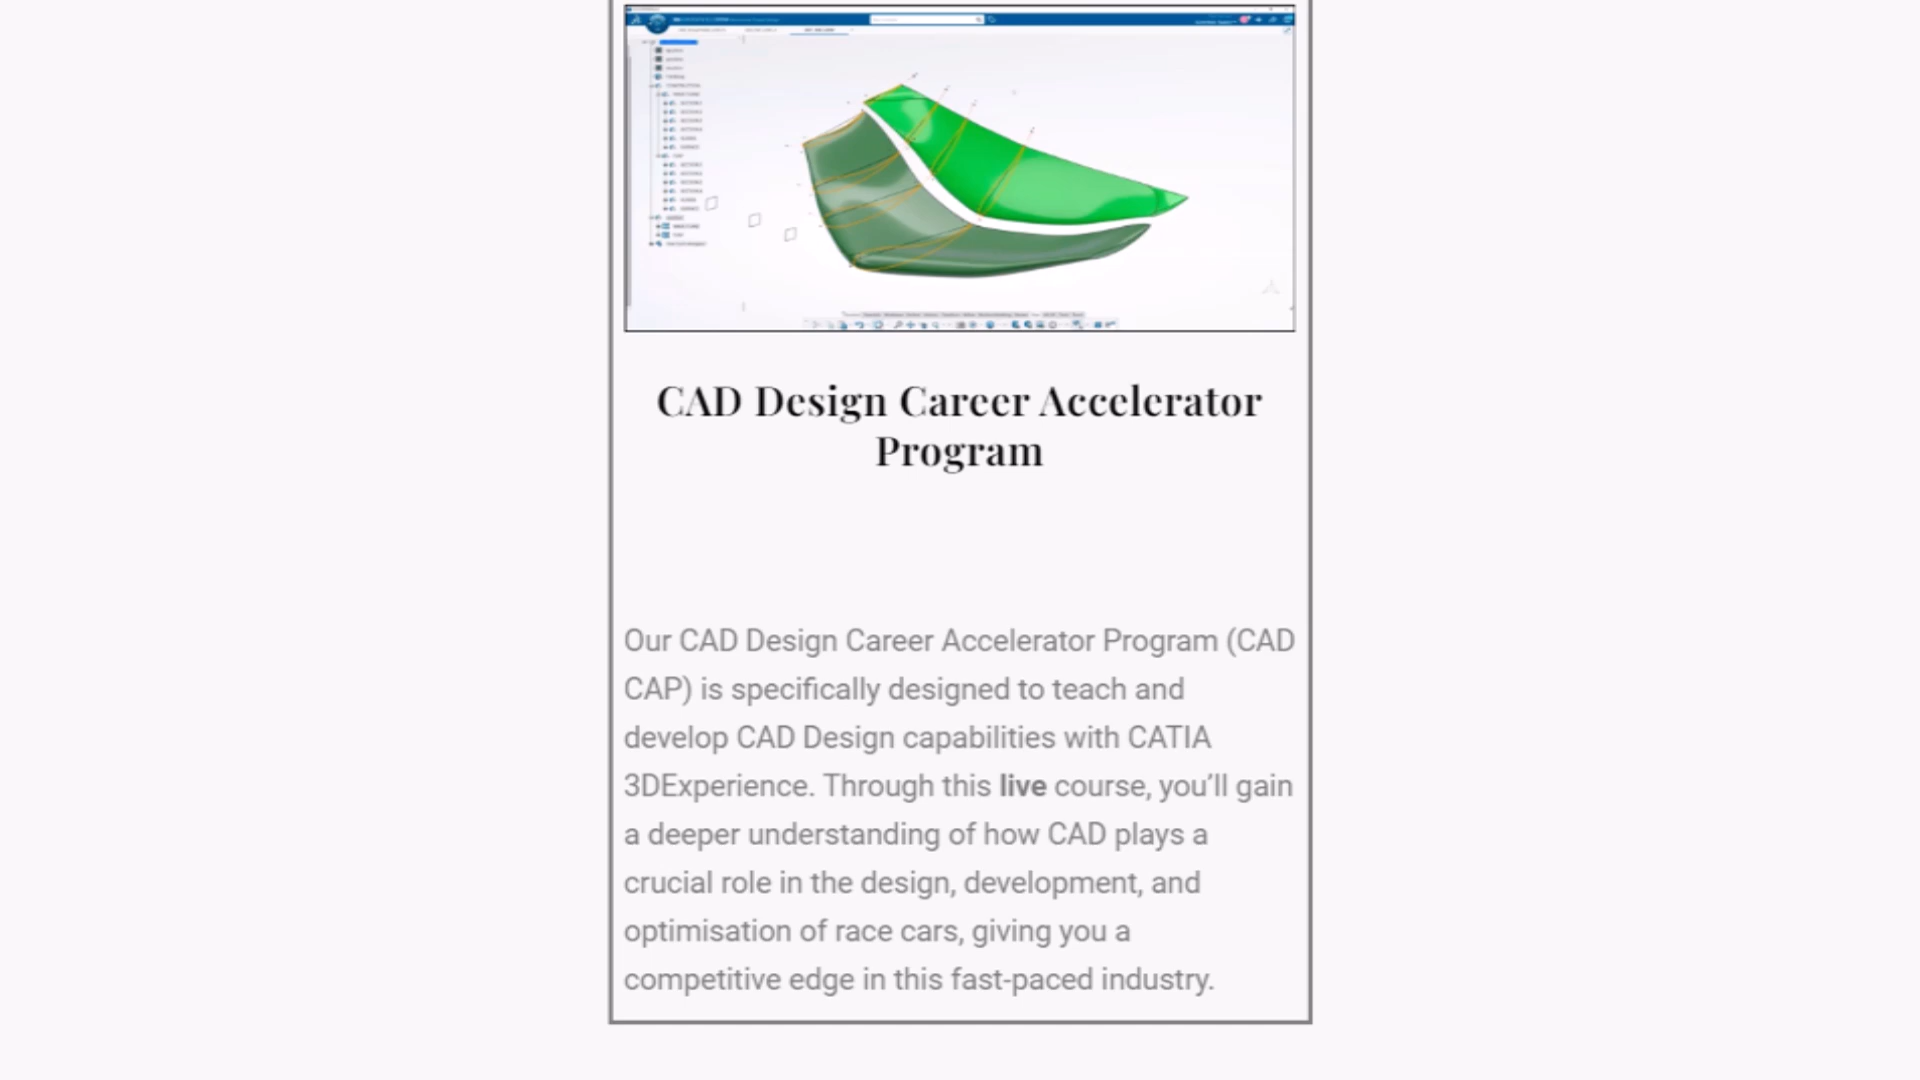 CAD Design Career Accelerator
Program
Our CAD Design Career Accelerator Program (CAD
CAP) is specifically designed to teach and
develop CAD Design capabilities with CATIA
3DExperience. Through this live course, you’ll gain
a deeper understanding of how CAD plays a
crucial role in the design, development, and
optimisation of race cars, giving you a
competitive edge in this fast-paced industry.